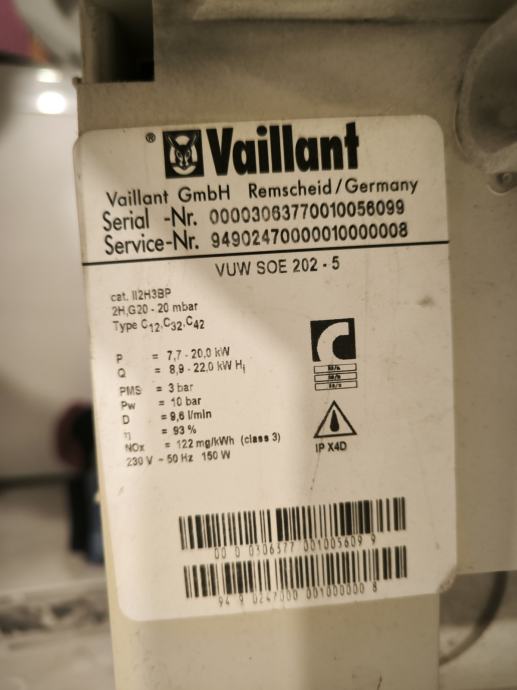 ® Vaillant
Vaillant GmbH Remscheid/Germany
Serial -Nr. 00003063770010056099
Service-Nr. 94902470000010000008
VUW SOE 202 - 5
cat. II2H3BP
2H,G20 - 20 mbar
Type C12,C32,C42
P = 7,7 - 20,0 kW
Q = 8,9 - 22,0 kW Hi
PMS = 3 bar
Pw = 10 bar
D = 9,6 l/min
η = 93 %
NOx = 122 mg/kWh (class 3)
230 V ~ 50 Hz 150 W
IP X4D
00 0 0306377 001005609 9
94 9 0247000 001000000 8